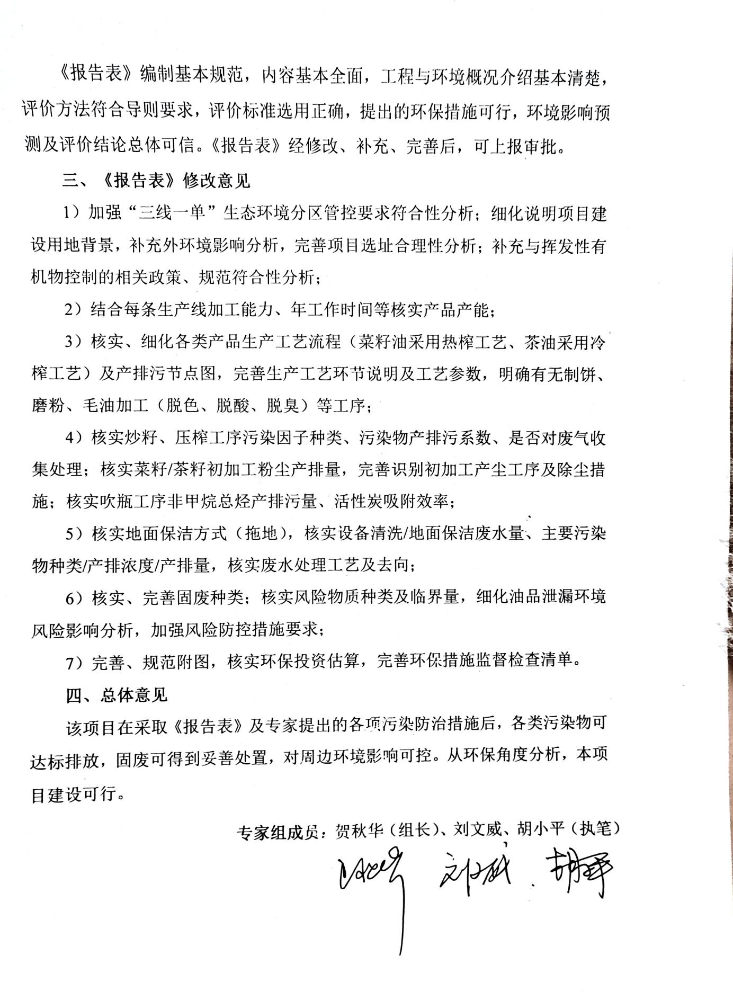 《报告表》编制基本规范，内容基本全面，工程与环境概况介绍基本清楚，
评价方法符合导则要求，评价标准选用正确，提出的环保措施可行，环境影响预
测及评价结论总体可信。《报告表》经修改、补充、完善后，可上报审批。
三、《报告表》修改意见
1）加强“三线一单”生态环境分区管控要求符合性分析；细化说明项目建
设用地背景，补充外环境影响分析，完善项目选址合理性分析；补充与挥发性有
机物控制的相关政策、规范符合性分析；
2）结合每条生产线加工能力、年工作时间等核实产品产能；
3）核实、细化各类产品生产工艺流程（菜籽油采用热榨工艺、茶油采用冷
榨工艺）及产排污节点图，完善生产工艺环节说明及工艺参数，明确有无制饼、
磨粉、毛油加工（脱色、脱酸、脱臭）等工序；
4）核实炒籽、压榨工序污染因子种类、污染物产排污系数、是否对废气收
集处理；核实菜籽/茶籽初加工粉尘产排量，完善识别初加工产尘工序及除尘措
施；核实吹瓶工序非甲烷总烃产排污量、活性炭吸附效率；
5）核实地面保洁方式（拖地），核实设备清洗/地面保洁废水量、主要污染
物种类/产排浓度/产排量，核实废水处理工艺及去向；
6）核实、完善固废种类；核实风险物质种类及临界量，细化油品泄漏环境
风险影响分析，加强风险防控措施要求；
7）完善、规范附图，核实环保投资估算，完善环保措施监督检查清单。
四、总体意见
该项目在采取《报告表》及专家提出的各项污染防治措施后，各类污染物可
达标排放，固废可得到妥善处置，对周边环境影响可控。从环保角度分析，本项
目建设可行。
专家组成员：贺秋华（组长）、刘文威、胡小平（执笔）
刘文威 胡小平